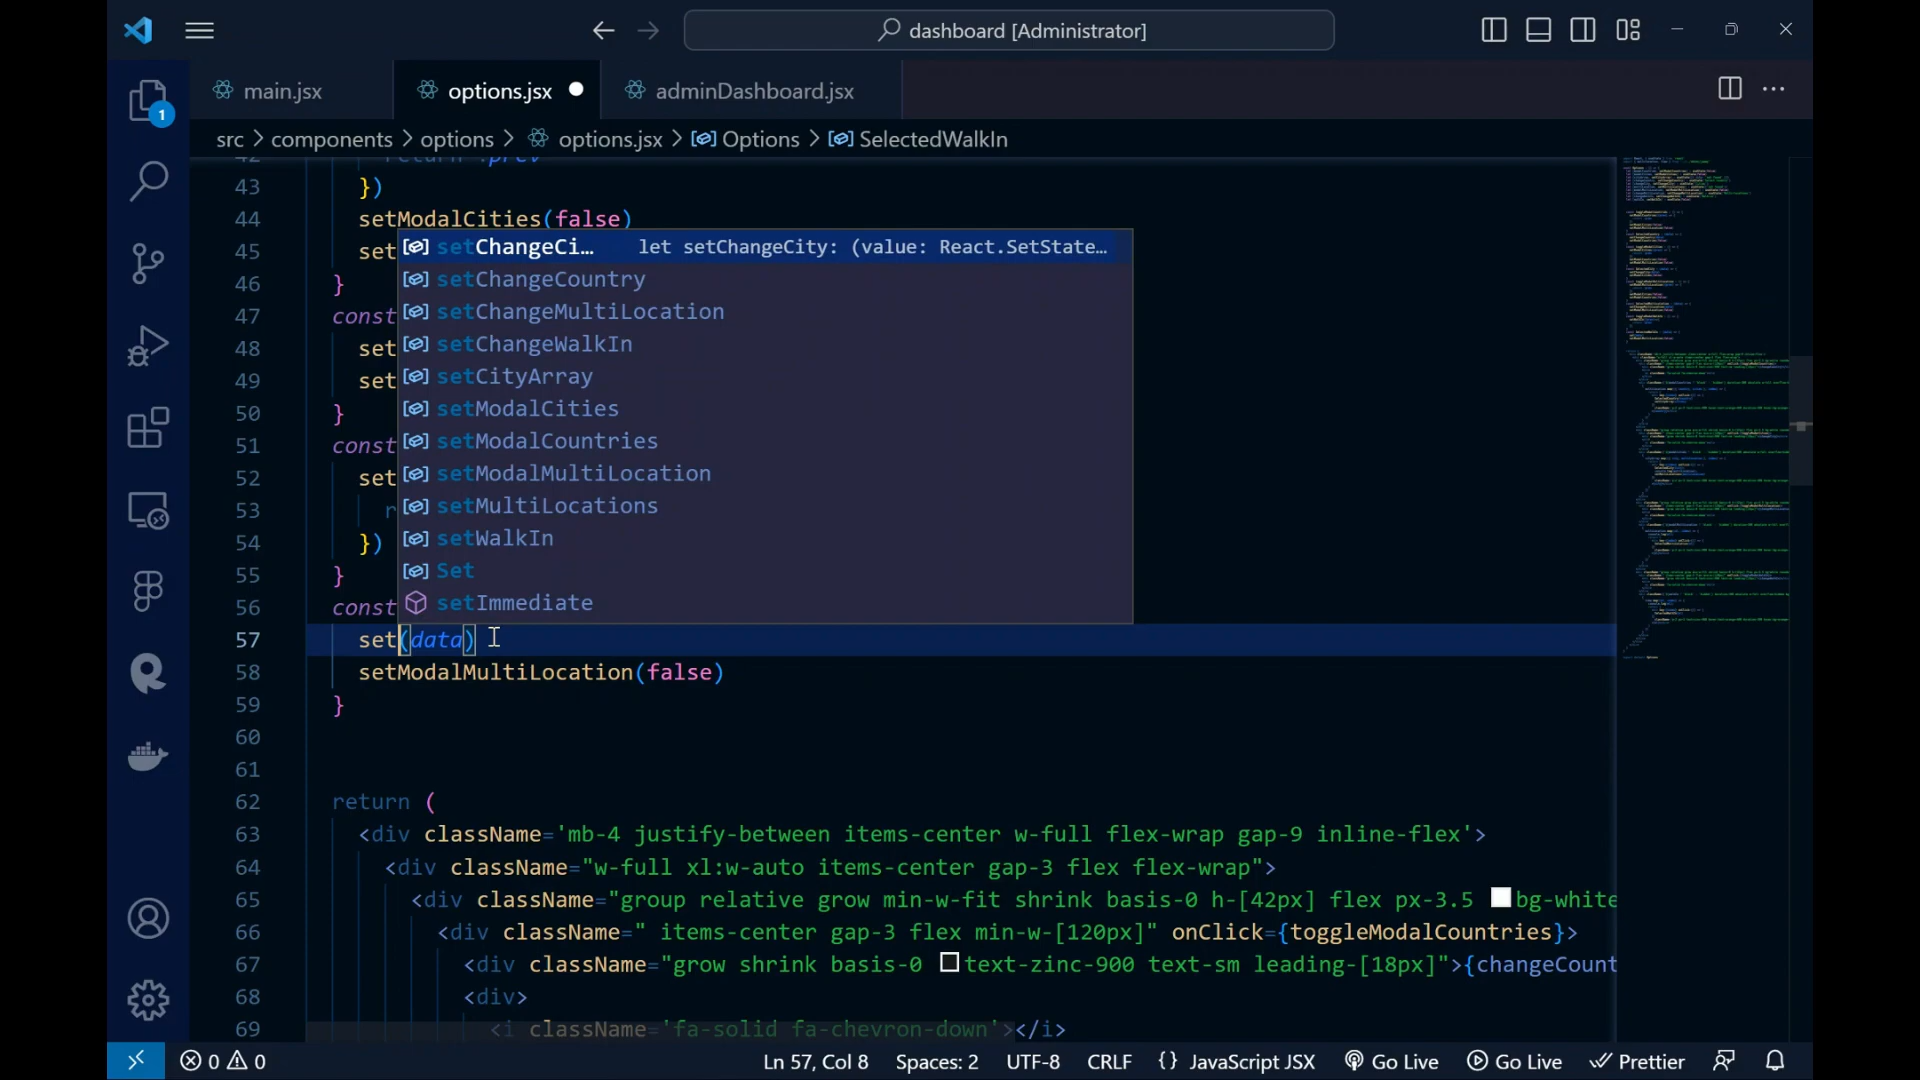 dashboard [Administrator]
main.jsx
options.jsx
adminDashboard.jsx
1
src > components > options > options.jsx > Options > SelectedWalkIn
42 return !prev
43 })
44 setModalCities(false)
45 set
46 }
47 const
48 set
49 set
50 }
51 const
52 set
53 r
54 })
55 }
56 const
setChangeCi… let setChangeCity: (value: React.SetState…
setChangeCountry
setChangeMultiLocation
setChangeWalkIn
setCityArray
setModalCities
setModalCountries
setModalMultiLocation
setMultiLocations
setWalkIn
Set
setImmediate
57 set(data)
58 setModalMultiLocation(false)
59 }
60
61
62 return (
63 <div className='mb-4 justify-between items-center w-full flex-wrap gap-9 inline-flex'>
64 <div className="w-full xl:w-auto items-center gap-3 flex flex-wrap">
65 <div className="group relative grow min-w-fit shrink basis-0 h-[42px] flex px-3.5 bg-white
66 <div className=" items-center gap-3 flex min-w-[120px]" onClick={toggleModalCountries}>
67 <div className="grow shrink basis-0 text-zinc-900 text-sm leading-[18px]">{changeCount
68 <div>
69 <i className='fa-solid fa-chevron-down'></i>
0 0
Ln 57, Col 8 Spaces: 2 UTF-8 CRLF {} JavaScript JSX Go Live Go Live Prettier